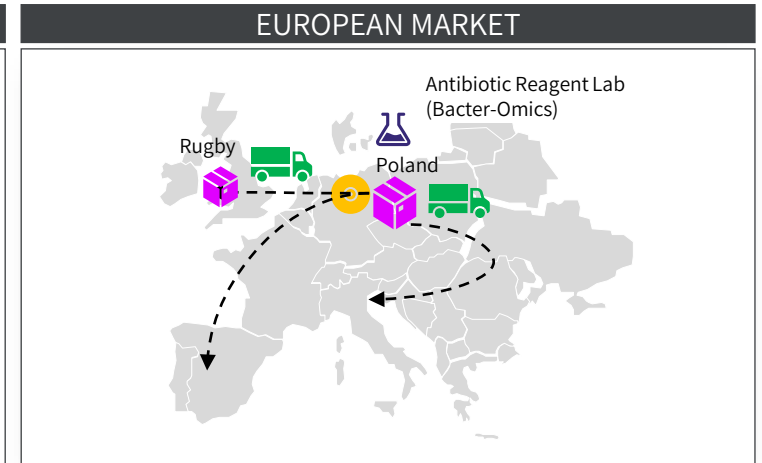 EUROPEAN MARKET
Antibiotic Reagent Lab
(Bacter-Omics)
Rugby
Poland